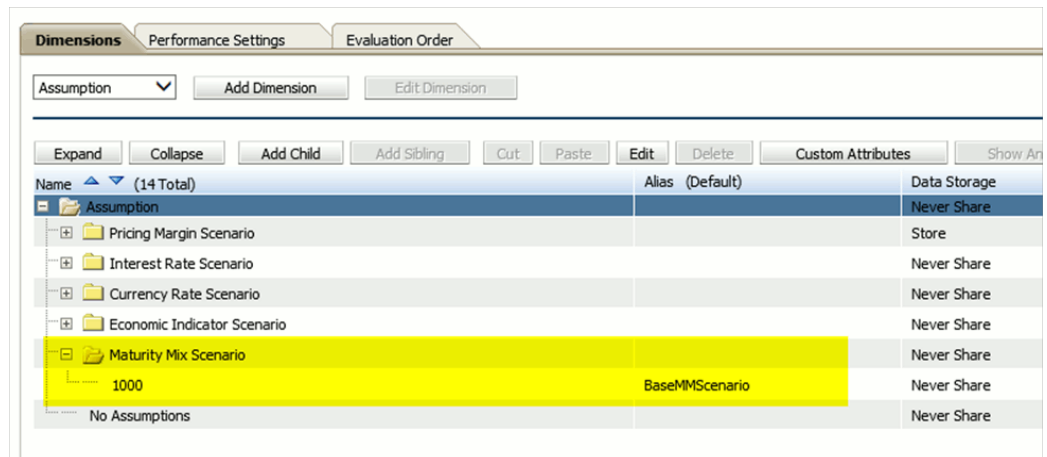 Dimensions Performance Settings Evaluation Order
Assumption Add Dimension Edit Dimension
Expand Collapse Add Child Add Sibling Cut Paste Edit Delete Custom Attributes Show An
Name (14 Total) Alias (Default) Data Storage
Assumption Never Share
Pricing Margin Scenario Store
Interest Rate Scenario Never Share
Currency Rate Scenario Never Share
Economic Indicator Scenario Never Share
Maturity Mix Scenario Never Share
1000 BaseMMScenario Never Share
No Assumptions Never Share